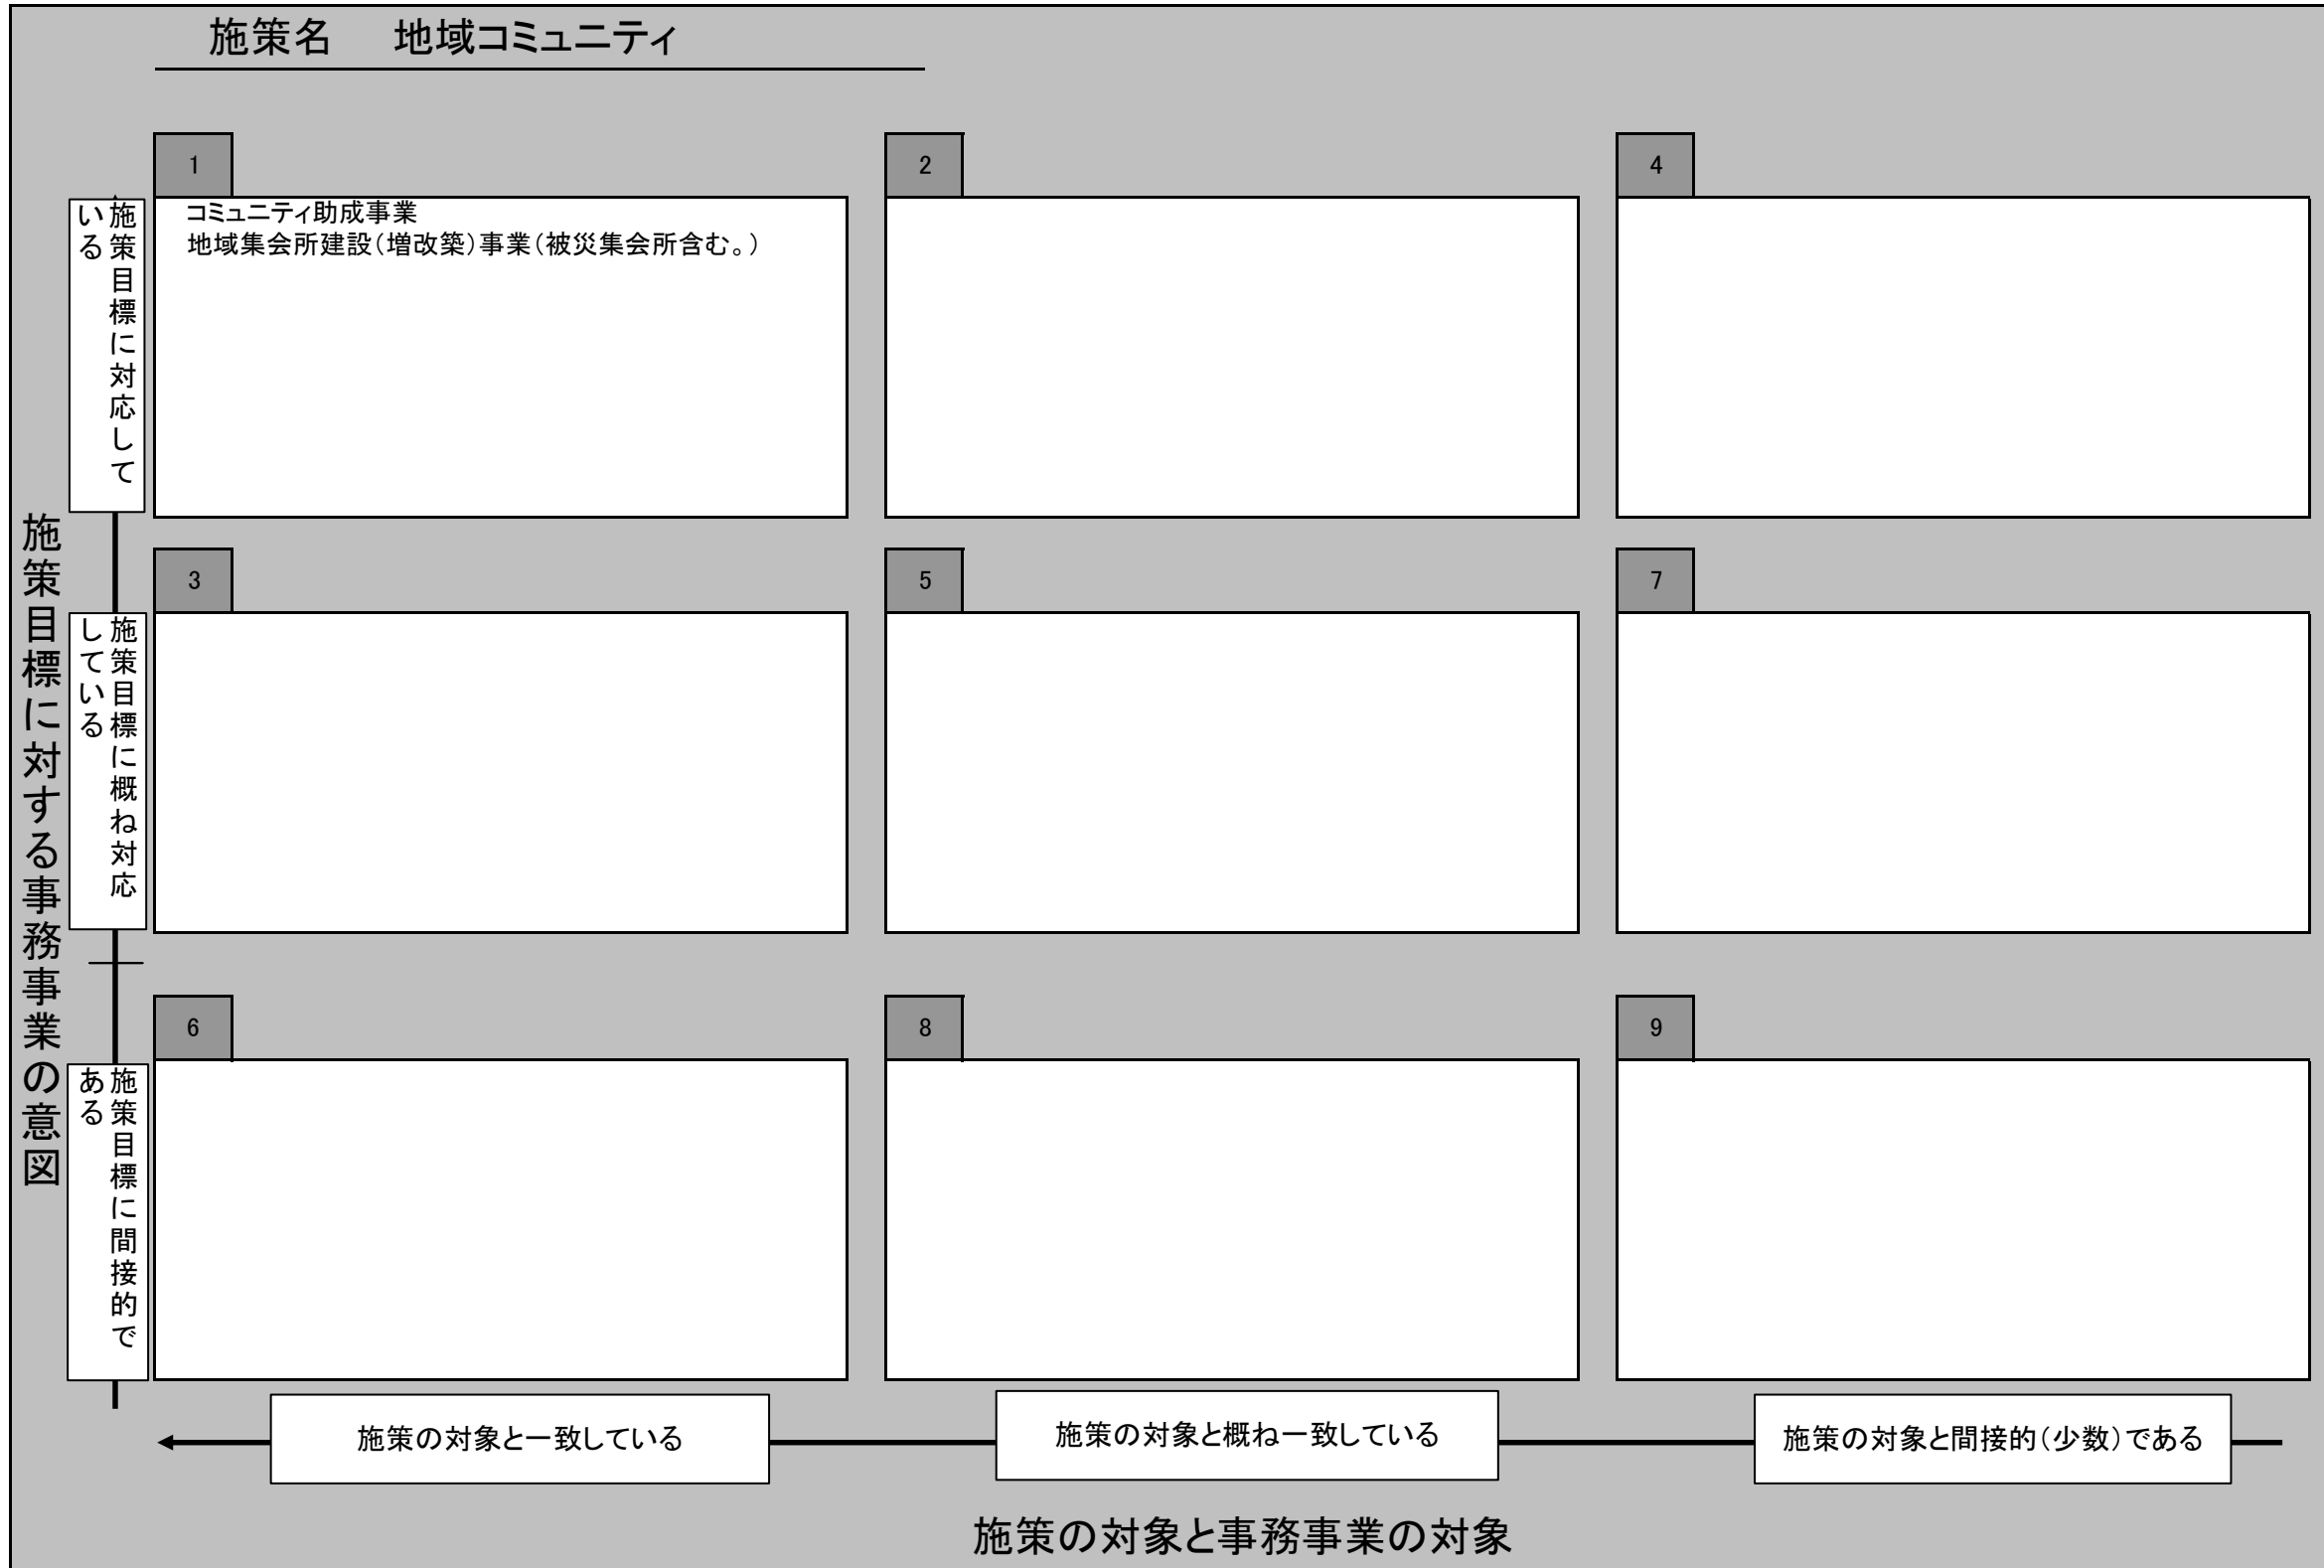 施策名　地域コミュニティ
1
2
4
コミュニティ助成事業
地域集会所建設（増改築）事業（被災集会所含む。）
施策目標に対応して
いる
3
5
7
施策目標に概ね対応
している
施策目標に対する事務事業の意図
6
8
9
施策目標に間接的で
ある
施策の対象と一致している
施策の対象と概ね一致している
施策の対象と間接的（少数）である
施策の対象と事務事業の対象